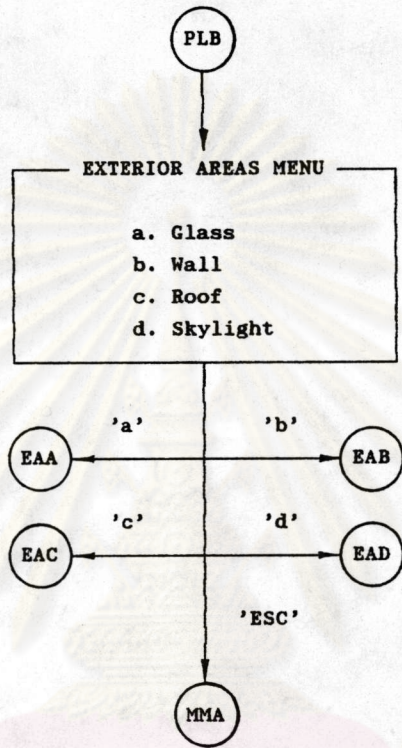 PLB
EXTERIOR AREAS MENU
a. Glass
b. Wall
c. Roof
d. Skylight
'a' 'b'
EAA EAB
'c' 'd'
EAC EAD
'ESC'
MMA